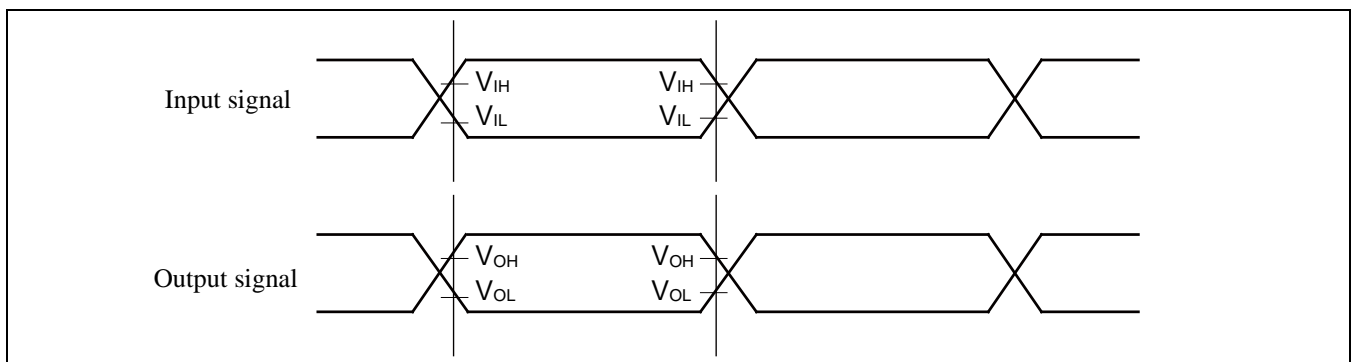 Input signal
VIH
VIH
VIL
VIL
Output signal
VOH
VOH
VOL
VOL